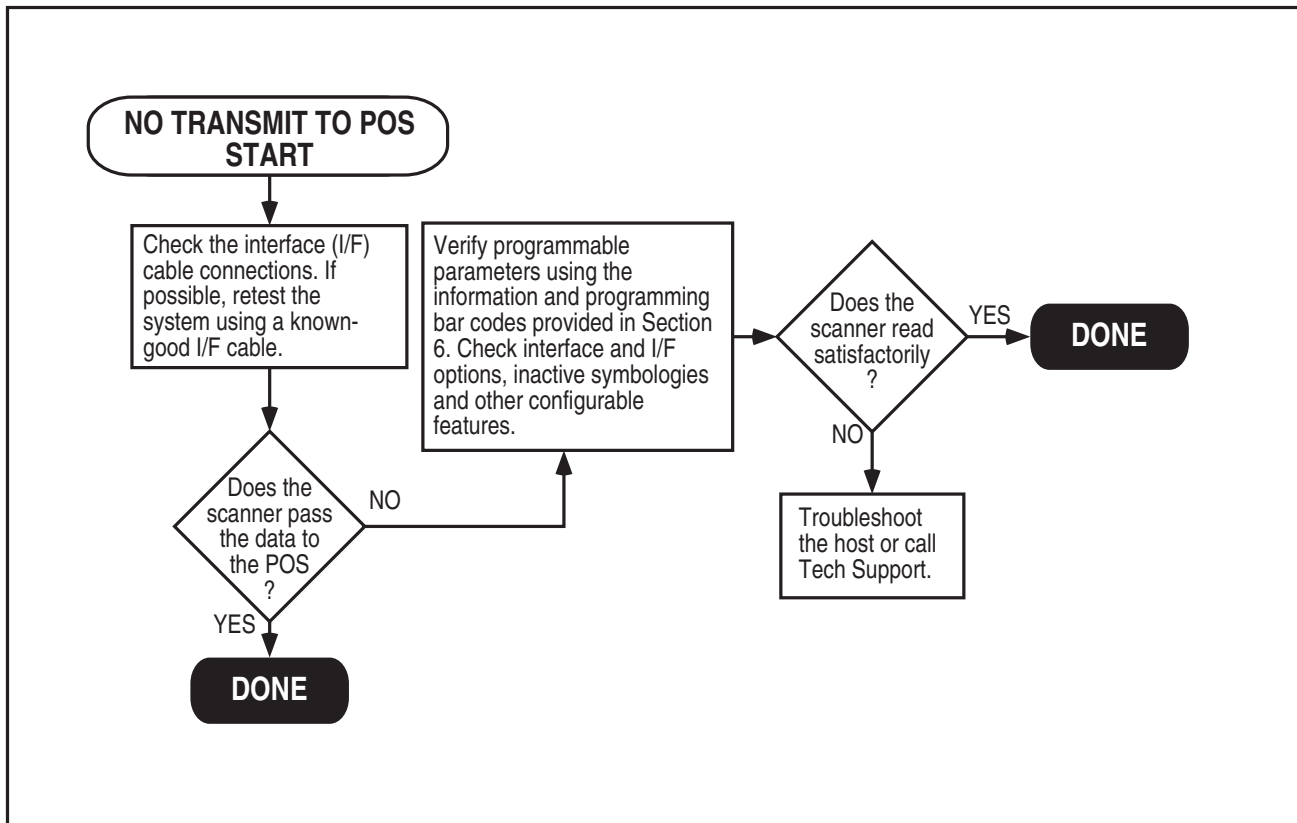 NO TRANSMIT TO POS
START
Check the interface (I/F)
cable connections. If
possible, retest the
system using a known-
good I/F cable.
Does the
scanner pass
the data to
the POS
?
NO
YES
DONE
Verify programmable
parameters using the
information and programming
bar codes provided in Section
6. Check interface and I/F
options, inactive symbologies
and other configurable
features.
Does the
scanner read
satisfactorily
?
YES
DONE
NO
Troubleshoot
the host or call
Tech Support.